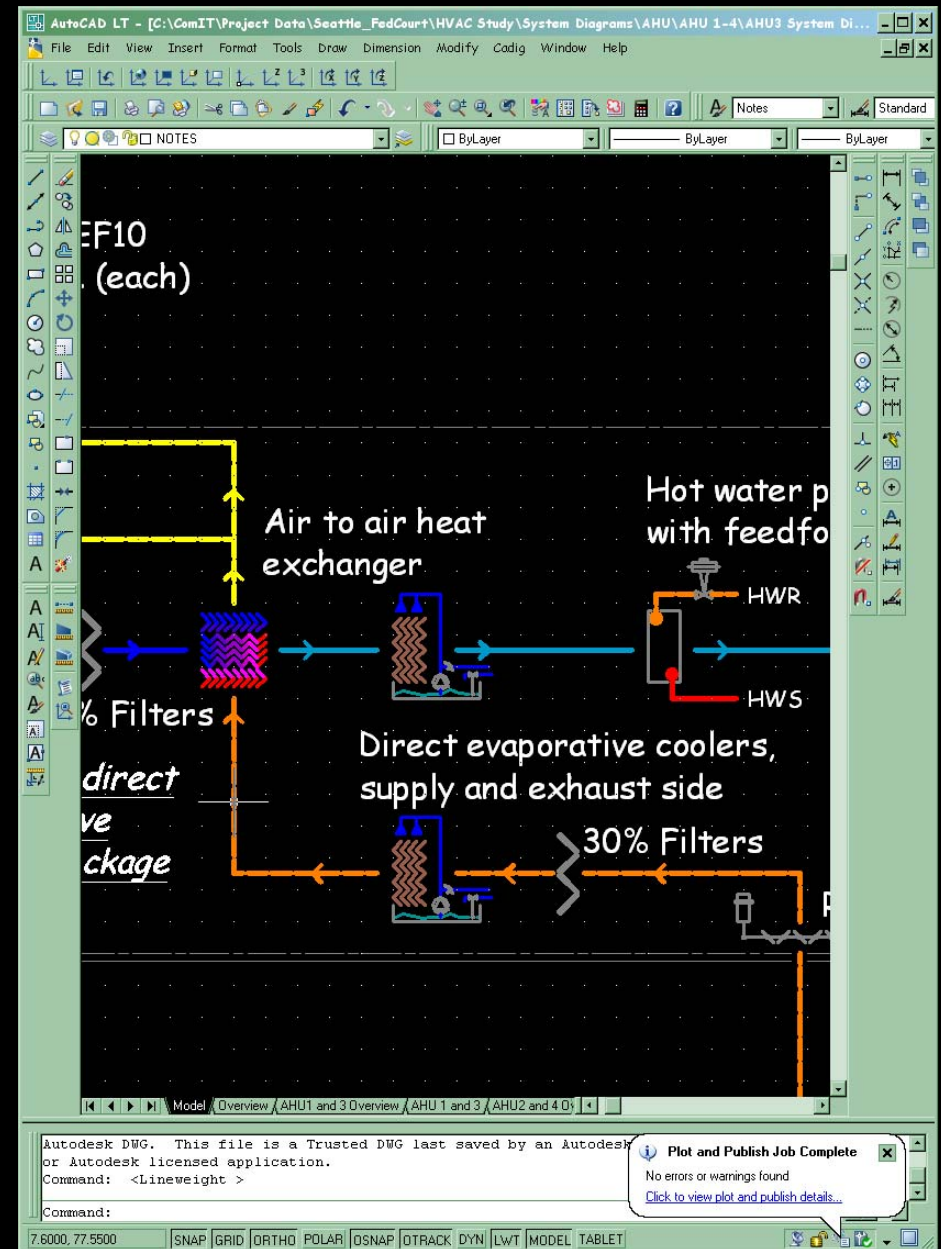 AutoCAD LT - [C:\ComIT\Project Data\Seattle_FedCourt\HVAC Study\System Diagrams\AHU\AHU 1-4\AHU3 System Di...
File Edit View Insert Format Tools Draw Dimension Modify Cadig Window Help
Notes Standard
NOTES ByLayer ByLayer ByLayer
EF10
. (each)
Hot water p
with feedfo
Air to air heat
exchanger
HWR
HWS
% Filters
Direct evaporative coolers,
supply and exhaust side
direct
ve
ckage
30% Filters
Model Overview AHU1 and 3 Overview AHU 1 and 3 AHU2 and 4 O
Autodesk DWG. This file is a Trusted DWG last saved by an Autodesk
or Autodesk licensed application.
Command: <Lineweight >
Command:
Plot and Publish Job Complete
No errors or warnings found
Click to view plot and publish details...
7.6000, 77.5500 SNAP GRID ORTHO POLAR OSNAP OTRACK DYN LWT MODEL TABLET